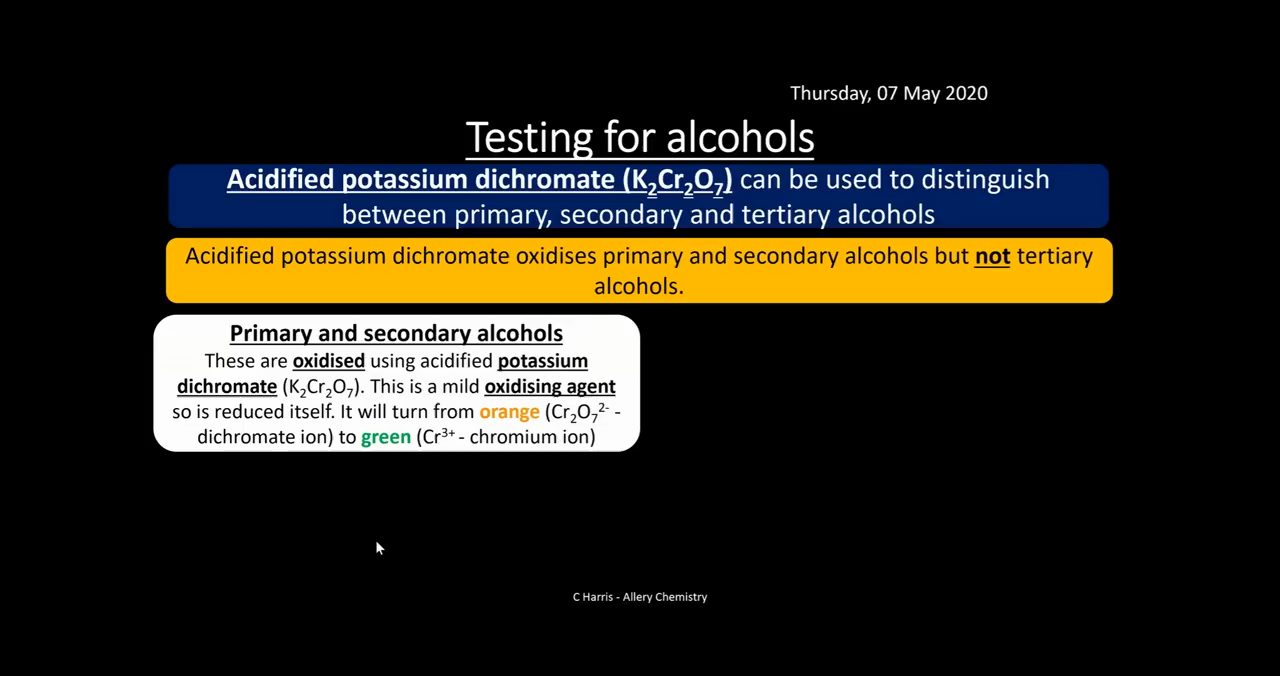 Thursday, 07 May 2020
Testing for alcohols
Acidified potassium dichromate (K₂Cr₂O₇) can be used to distinguish
between primary, secondary and tertiary alcohols
Acidified potassium dichromate oxidises primary and secondary alcohols but not tertiary
alcohols.
Primary and secondary alcohols
These are oxidised using acidified potassium
dichromate (K₂Cr₂O₇). This is a mild oxidising agent
so is reduced itself. It will turn from orange (Cr₂O₇²⁻ -
dichromate ion) to green (Cr³⁺ - chromium ion)
C Harris - Allery Chemistry